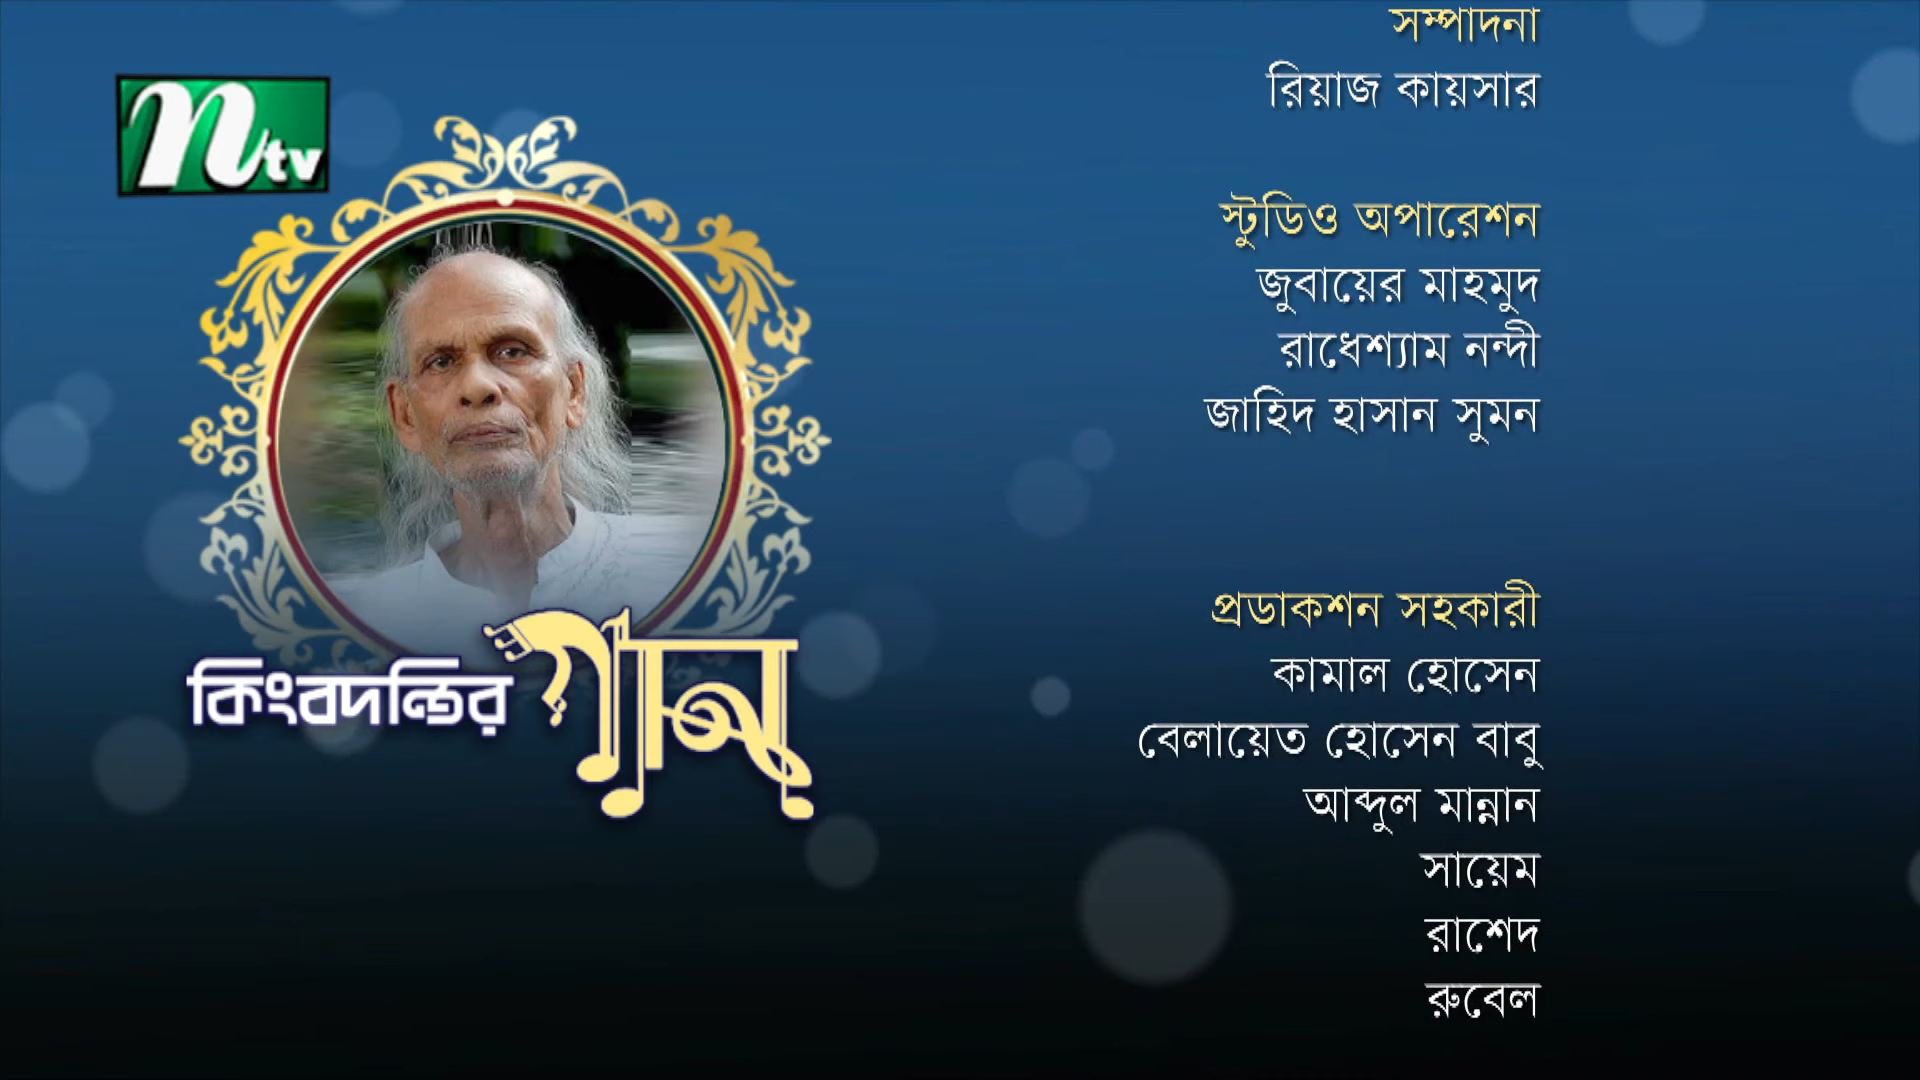 ntv
কিংবদন্তির গান
সম্পাদনা
রিয়াজ কায়সার
স্টুডিও অপারেশন
জুবায়ের মাহমুদ
রাধেশ্যাম নন্দী
জাহিদ হাসান সুমন
প্রডাকশন সহকারী
কামাল হোসেন
বেলায়েত হোসেন বাবু
আব্দুল মান্নান
সায়েম
রাশেদ
রুবেল